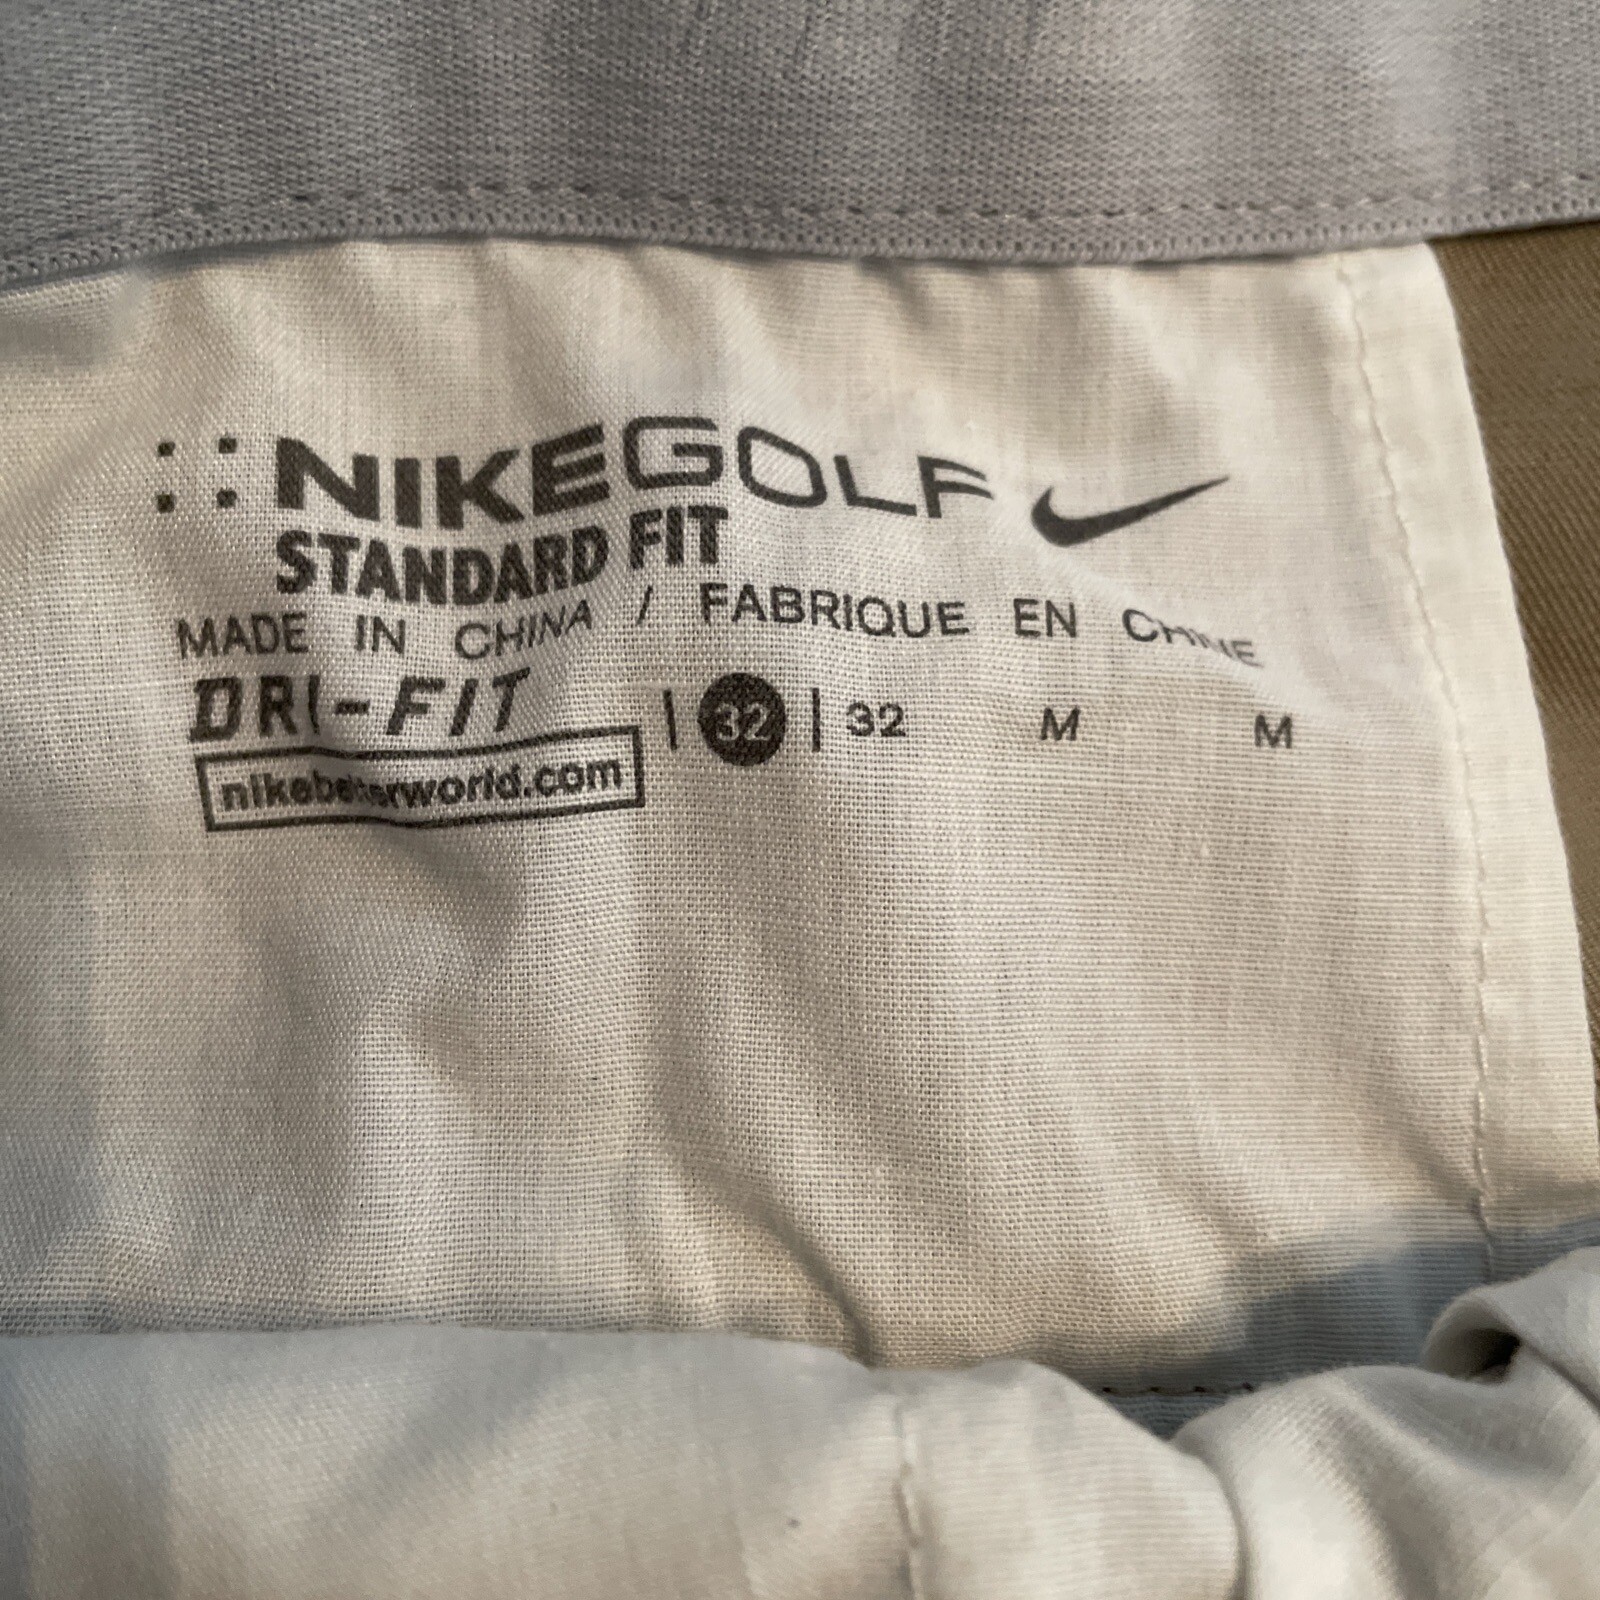 NIKEGOLF
STANDARD FIT
MADE IN CHINA / FABRIQUE EN CHINE
DRI-FIT | 32 | 32 M M
nikebetterworld.com